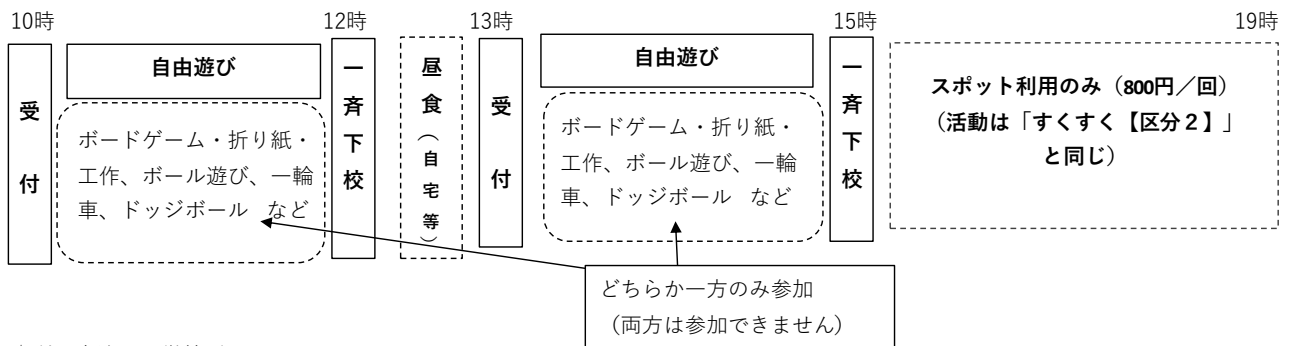 10時
12時
13時
15時
19時
受付
自由遊び
ボードゲーム・折り紙・
工作、ボール遊び、一輪
車、ドッジボール など
一斉下校
昼食(自宅等)
受付
自由遊び
ボードゲーム・折り紙・
工作、ボール遊び、一輪
車、ドッジボール など
一斉下校
スポット利用のみ(800円/回)
(活動は「すくすく【区分2】」
と同じ)
どちらか一方のみ参加
(両方は参加できません)